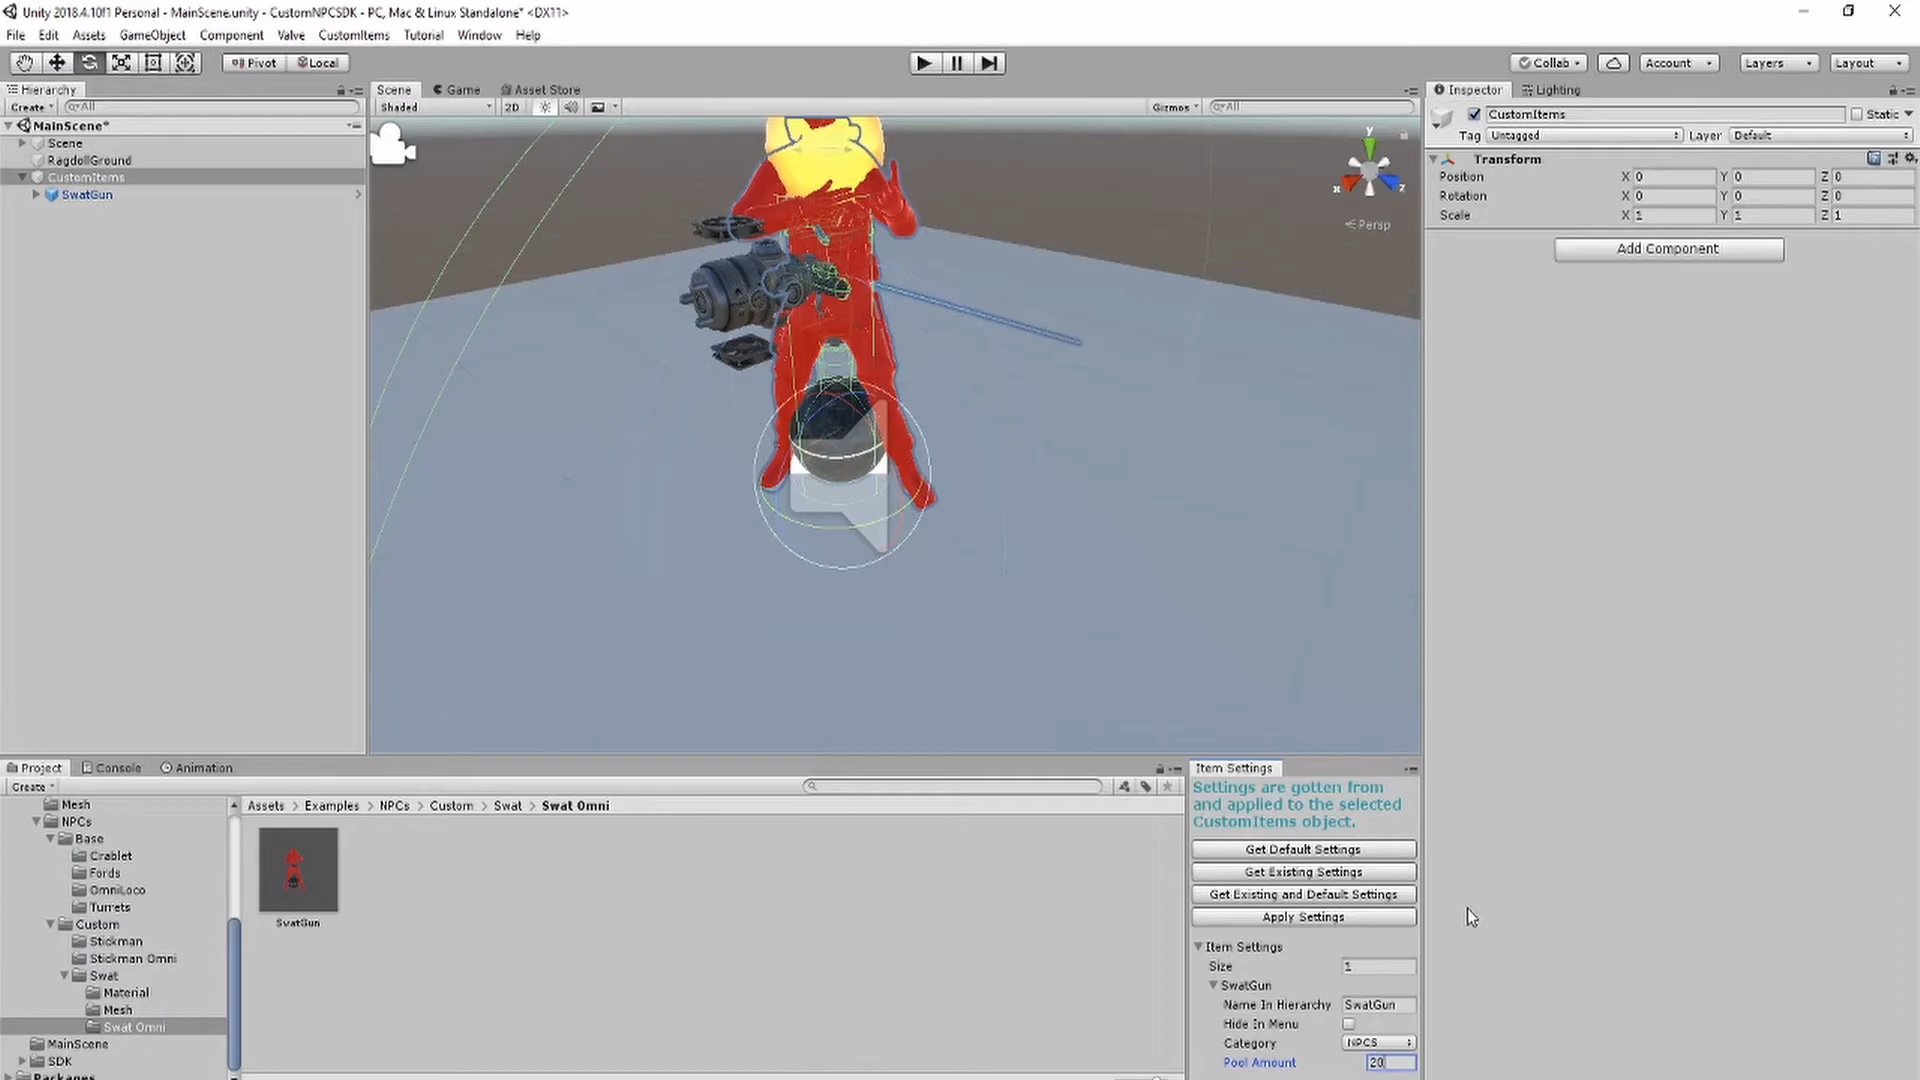 Unity 2018.4.10f1 Personal - MainScene.unity - CustomNPCSDK - PC, Mac & Linux Standalone* <DX11>
File Edit Assets GameObject Component Valve CustomItems Tutorial Window Help
Pivot Local Collab Account Layers Layout
Hierarchy Scene Game Asset Store Inspector Lighting
Create All Shaded 2D Gizmos All
CustomItems Static
MainScene*
Tag Untagged Layer Default
Scene
RagdollGround
CustomItems
SwatGun
Transform
Position X 0 Y 0 Z 0
Rotation X 0 Y 0 Z 0
Scale X 1 Y 1 Z 1
Add Component
y
x z
Persp
Project Console Animation
Create
Assets > Examples > NPCs > Custom > Swat > Swat Omni
Mesh
NPCs
Base
Crablet
Fords
OmniLoco
Turrets
Custom
Stickman
Stickman Omni
Swat
Material
Mesh
Swat Omni
MainScene
SDK
Packages
SwatGun
Item Settings
Settings are gotten from
and applied to the selected
CustomItems object.
Get Default Settings
Get Existing Settings
Get Existing and Default Settings
Apply Settings
Item Settings
Size 1
SwatGun
Name In Hierarchy SwatGun
Hide In Menu
Category NPCS
Pool Amount 20